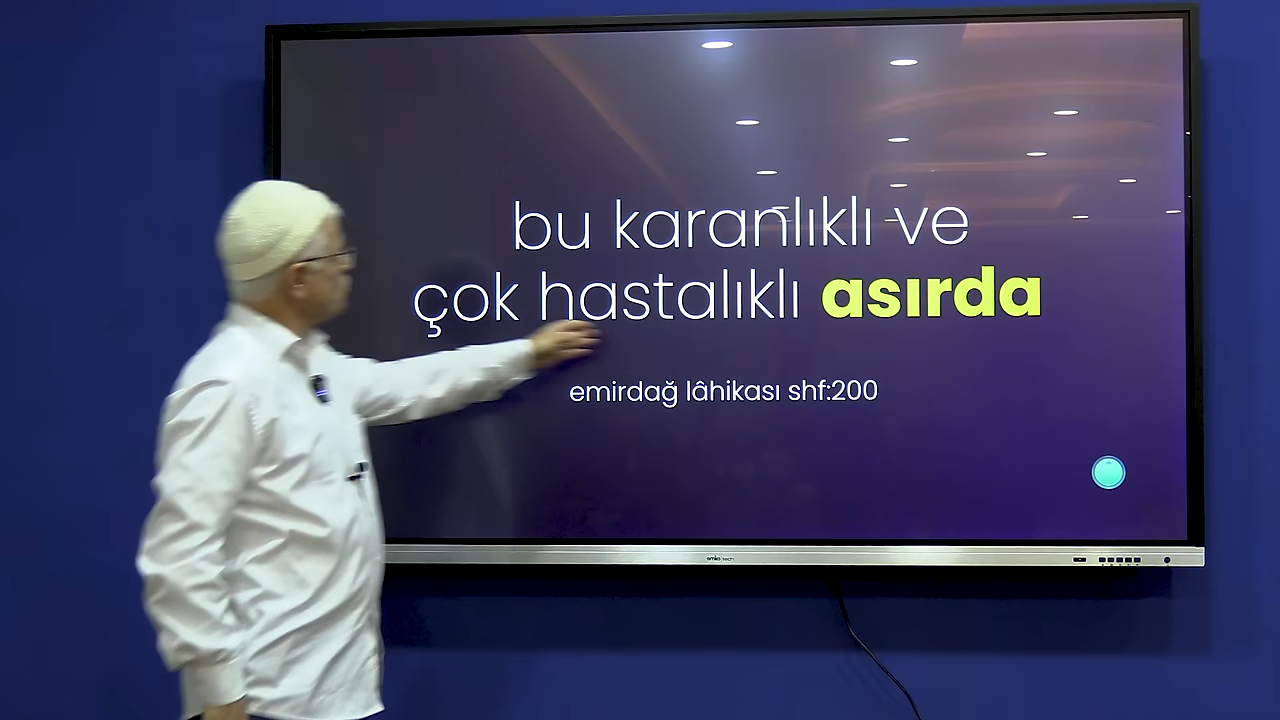 bu karanlıklı ve
çok hastalıklı asırda
emirdağ lâhikası shf:200